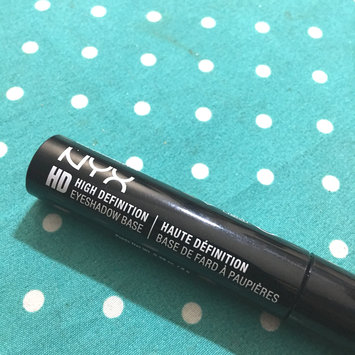 NYX
HD HIGH DEFINITION
EYESHADOW BASE
HAUTE DÉFINITION
BASE DE FARD À PAUPIÈRES